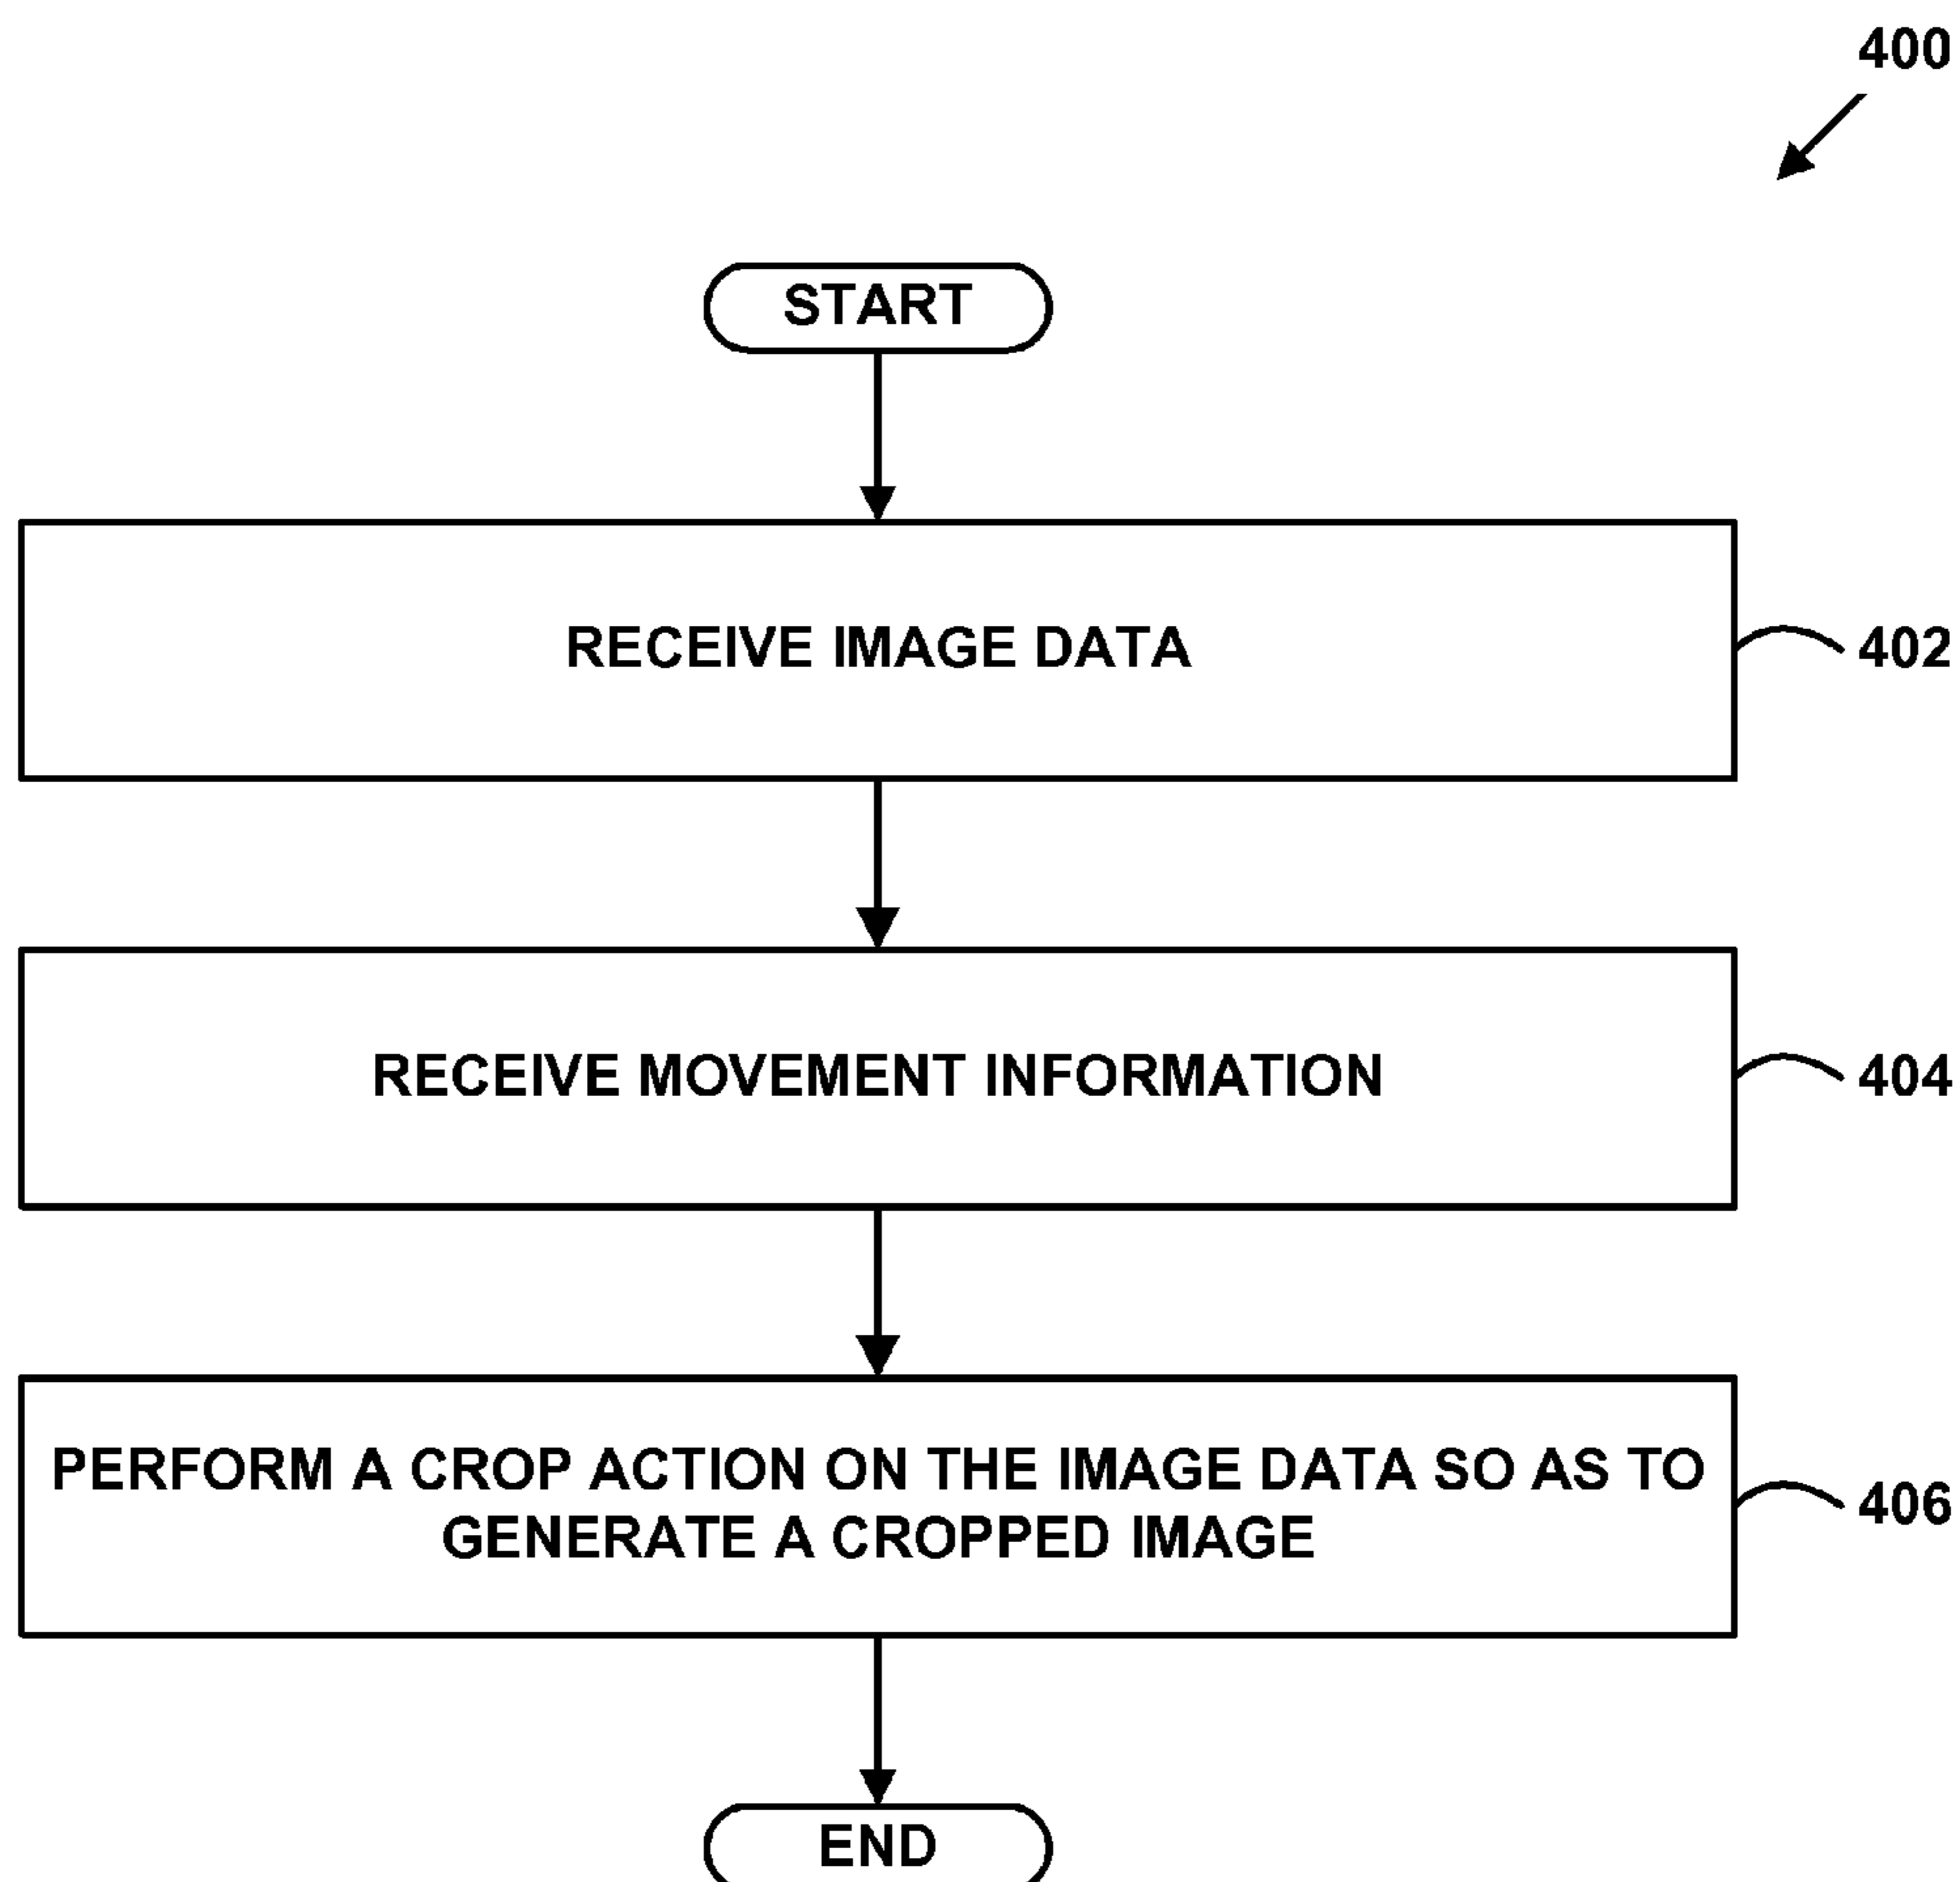 400
START
RECEIVE IMAGE DATA
402
RECEIVE MOVEMENT INFORMATION
404
PERFORM A CROP ACTION ON THE IMAGE DATA SO AS TO
GENERATE A CROPPED IMAGE
406
END